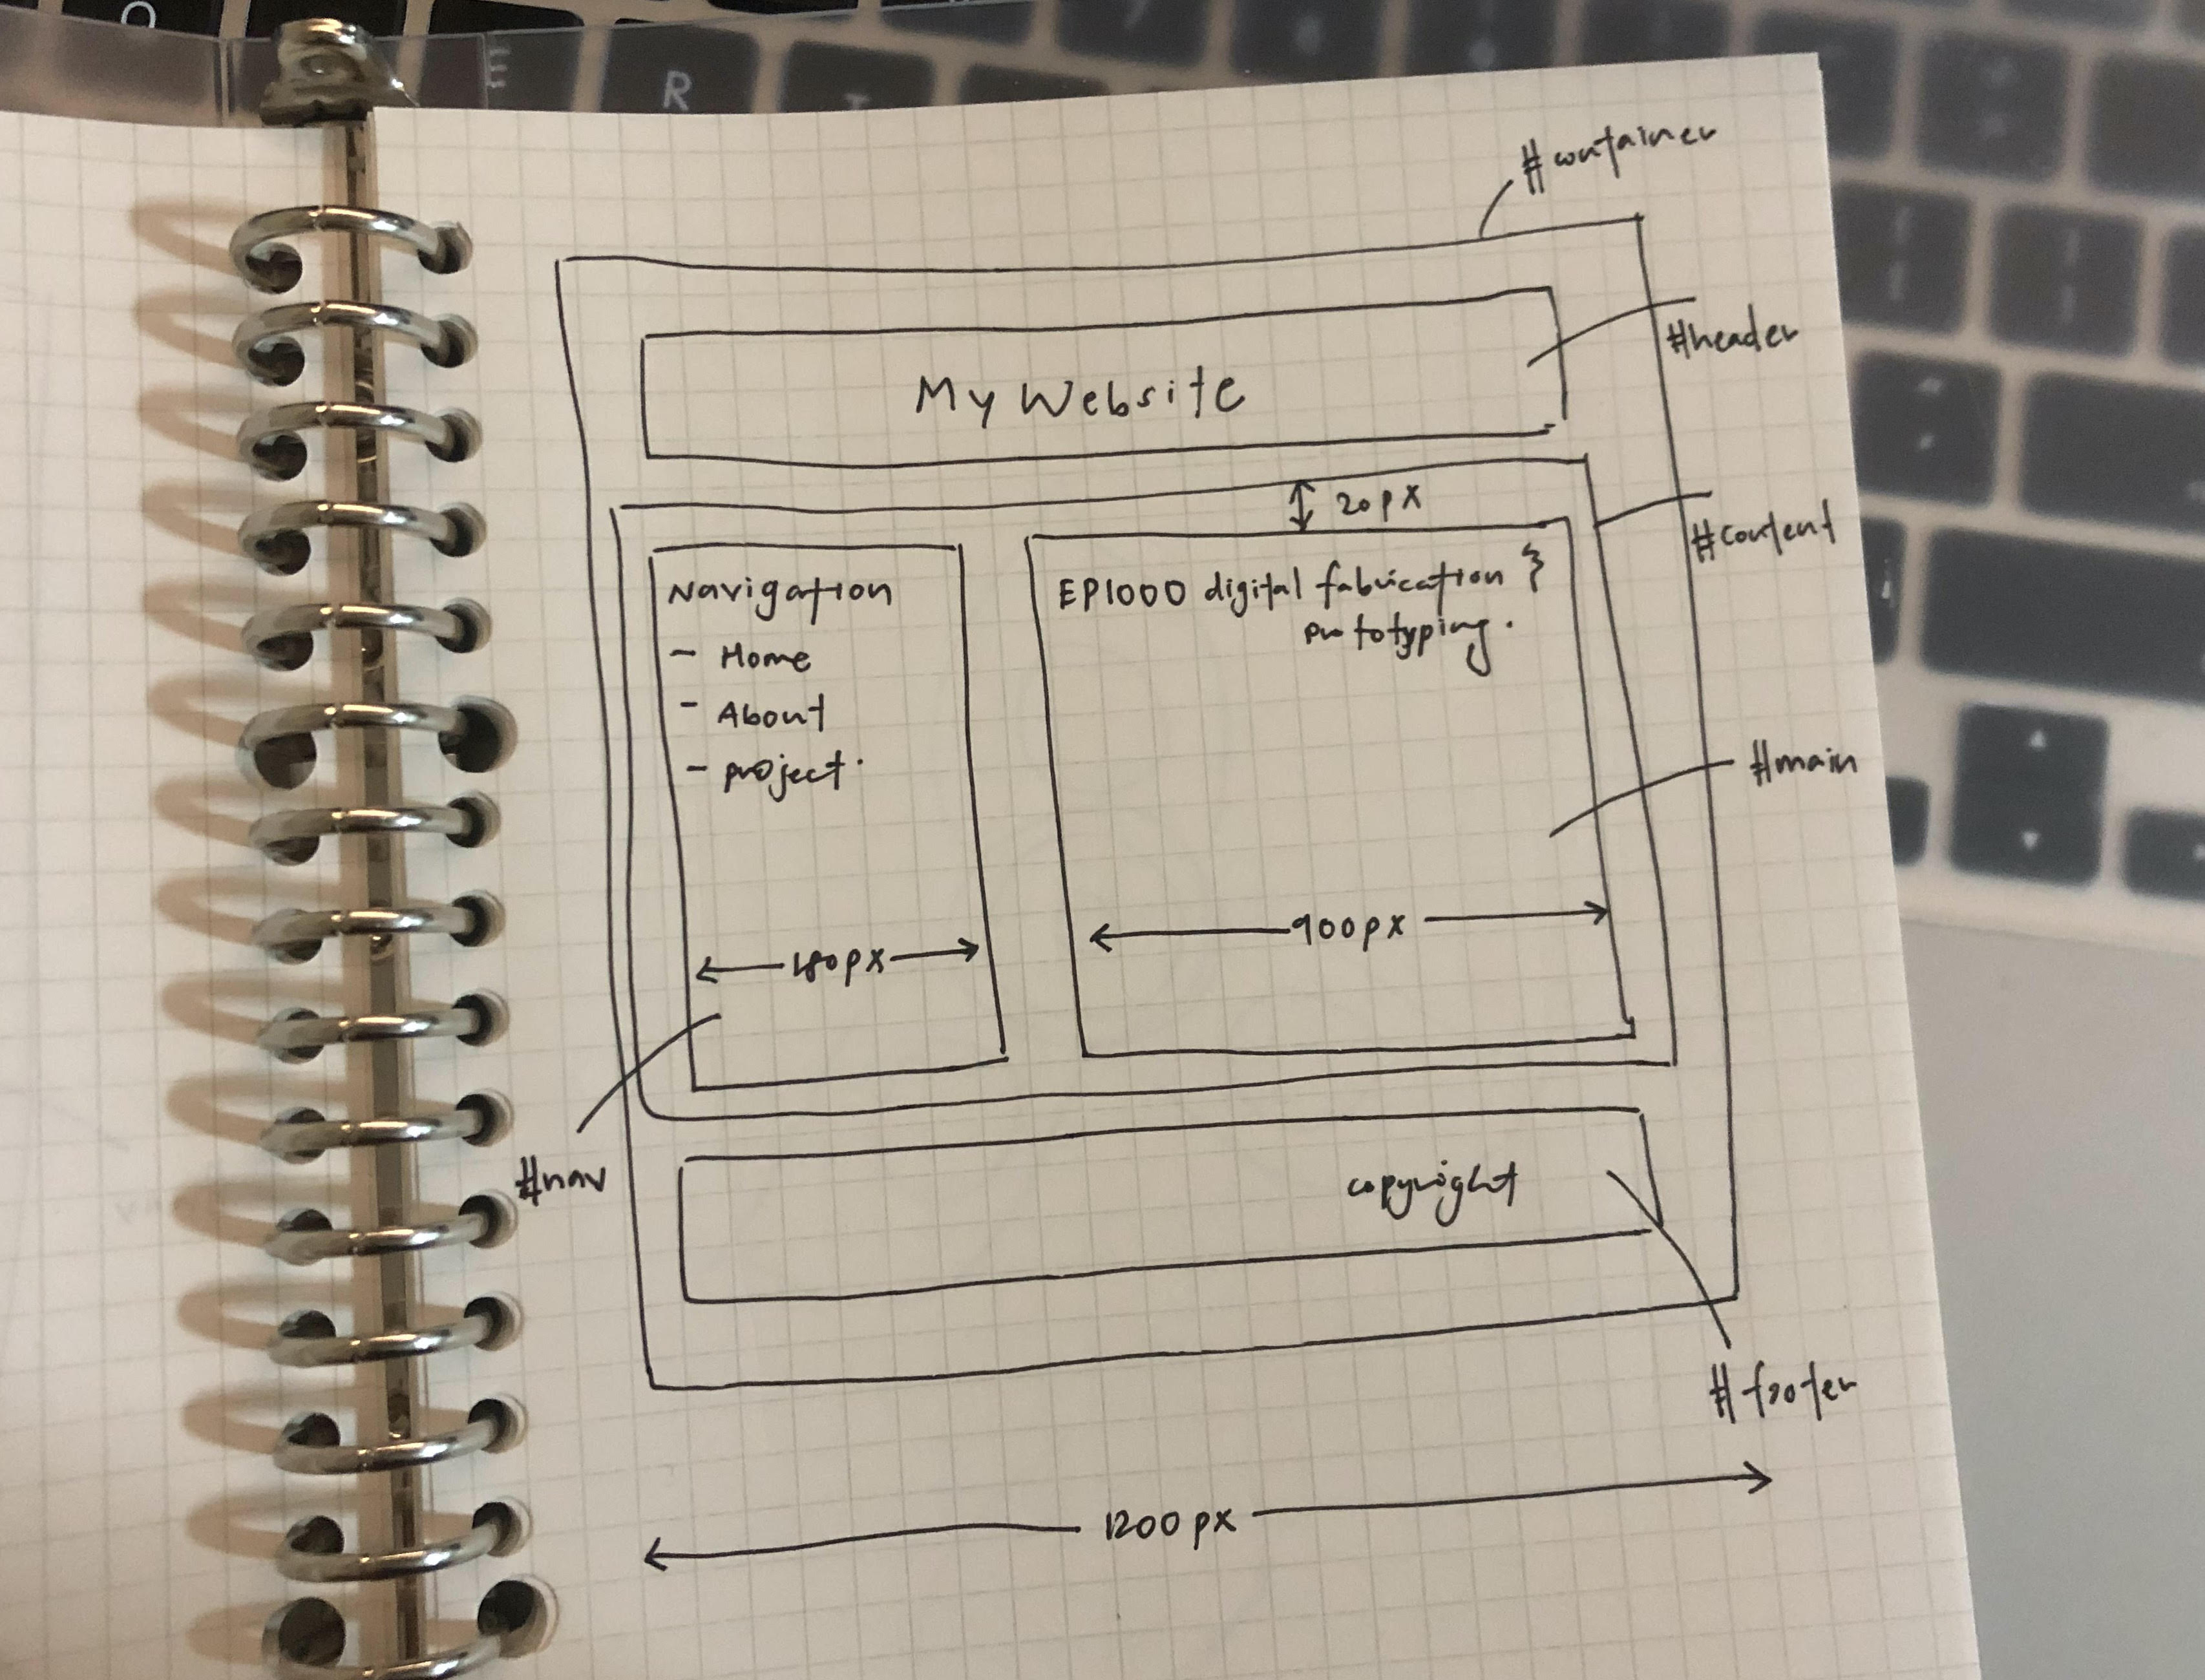 #container
#header
My Website
20px
#content
Navigation
- Home
- About
- project.
EP1000 digital fabrication &
prototyping.
#main
180px
900px
#nav
copyright
#footer
1200px
R